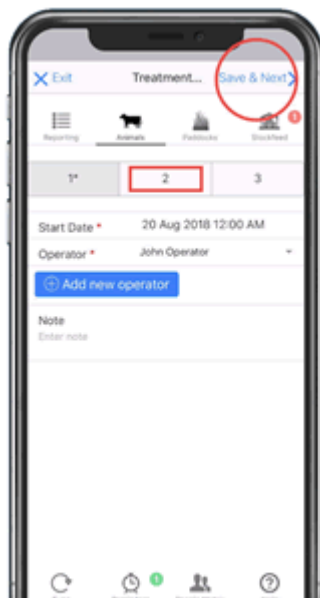 Exit Treatment... Save & Next
Reporting Animals Paddocks Stockfeed
1* 2 3
Start Date * 20 Aug 2018 12:00 AM
Operator * John Operator
Add new operator
Note
Enter note
1